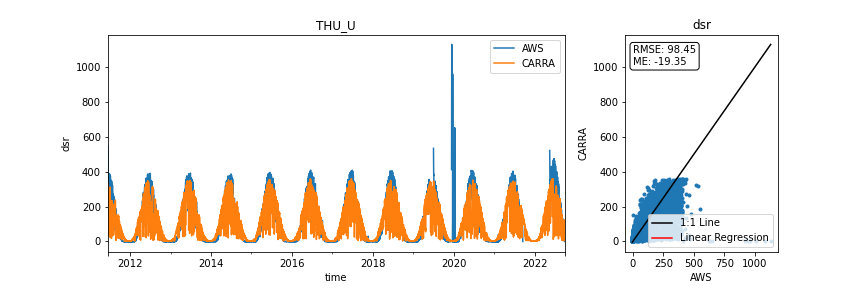 THU_U
dsr
AWS
CARRA
RMSE: 98.45
ME: -19.35
1000
800
600
400
200
0
dsr
2012
2014
2016
2018
2020
2022
time
1000
800
600
400
200
0
CARRA
1:1 Line
Linear Regression
0
250
500
750
1000
AWS